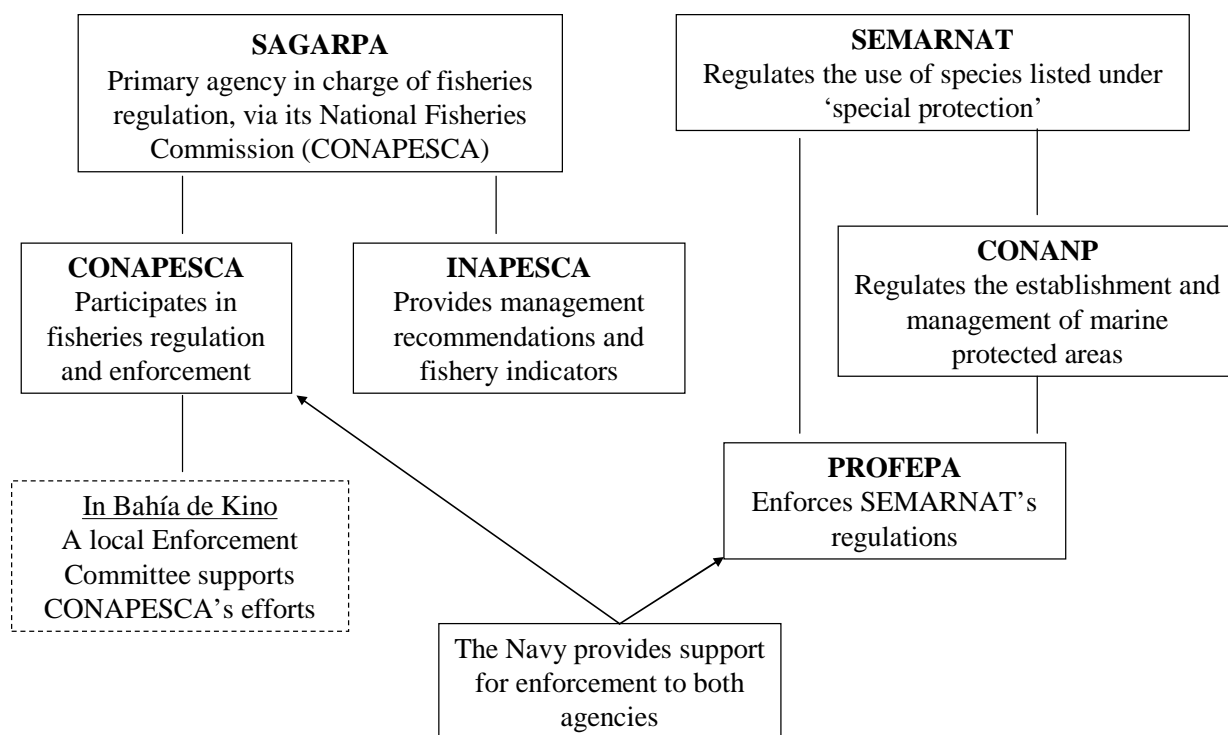 SAGARPA
Primary agency in charge of fisheries
regulation, via its National Fisheries
Commission (CONAPESCA)
SEMARNAT
Regulates the use of species listed under
‘special protection’
CONAPESCA
Participates in
fisheries regulation
and enforcement
INAPESCA
Provides management
recommendations and
fishery indicators
CONANP
Regulates the establishment and
management of marine
protected areas
PROFEPA
Enforces SEMARNAT’s
regulations
In Bahía de Kino
A local Enforcement
Committee supports
CONAPESCA’s efforts
The Navy provides support
for enforcement to both
agencies